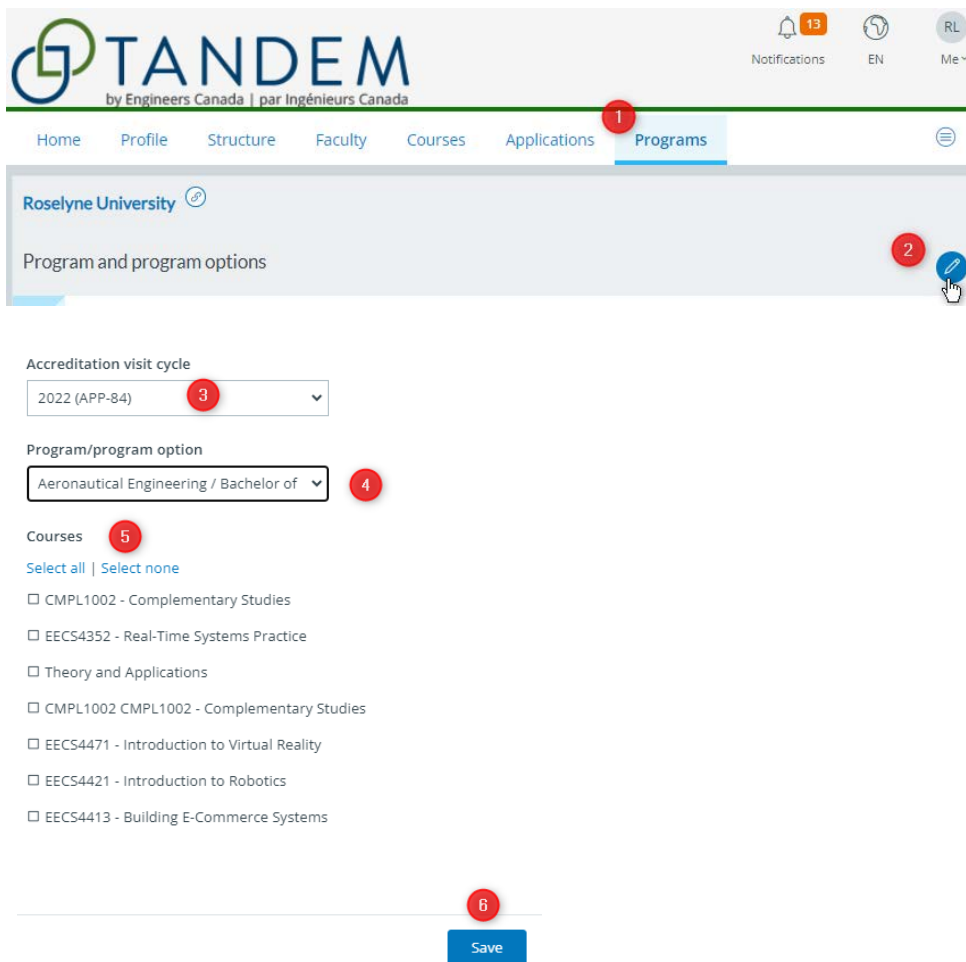 TANDEM
by Engineers Canada | par Ingénieurs Canada
13
Notifications
EN
RL
Me
1
Home Profile Structure Faculty Courses Applications Programs
Roselyne University
2
Program and program options
Accreditation visit cycle
2022 (APP-84)
3
Program/program option
Aeronautical Engineering / Bachelor of
4
Courses
5
Select all | Select none
CMPL1002 - Complementary Studies
EECS4352 - Real-Time Systems Practice
Theory and Applications
CMPL1002 CMPL1002 - Complementary Studies
EECS4471 - Introduction to Virtual Reality
EECS4421 - Introduction to Robotics
EECS4413 - Building E-Commerce Systems
6
Save